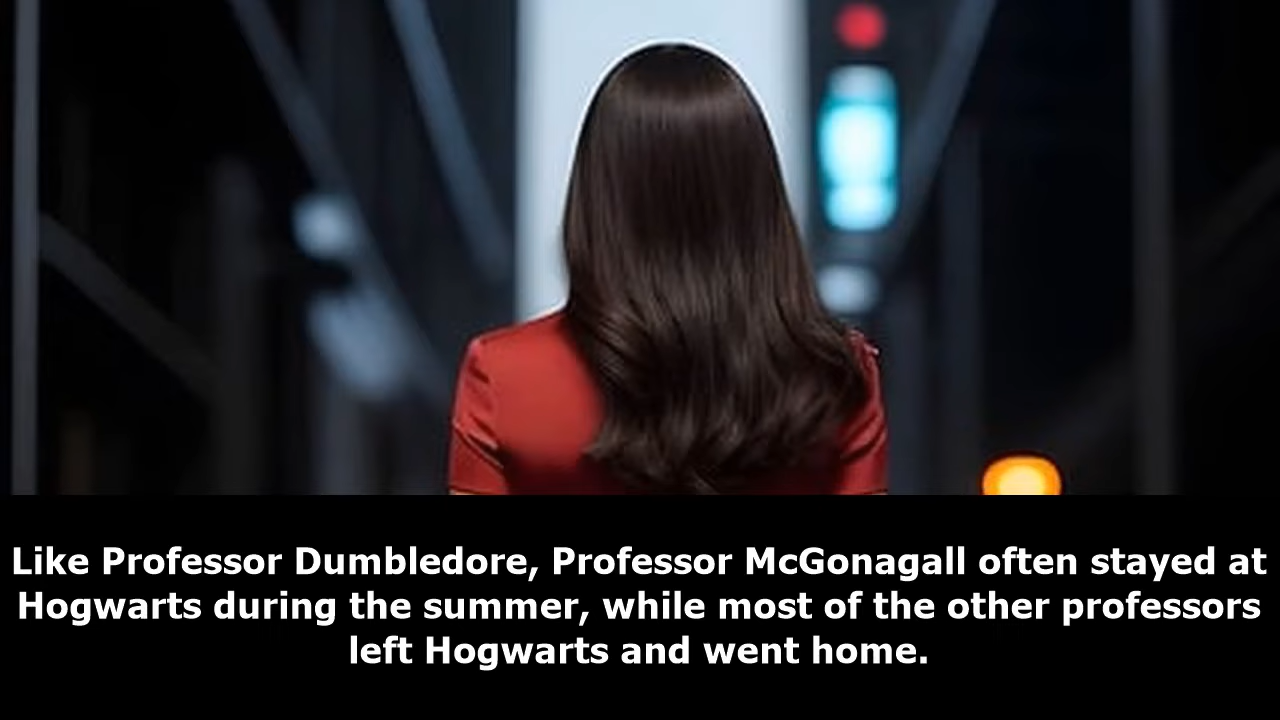 Like Professor Dumbledore, Professor McGonagall often stayed at
Hogwarts during the summer, while most of the other professors
left Hogwarts and went home.